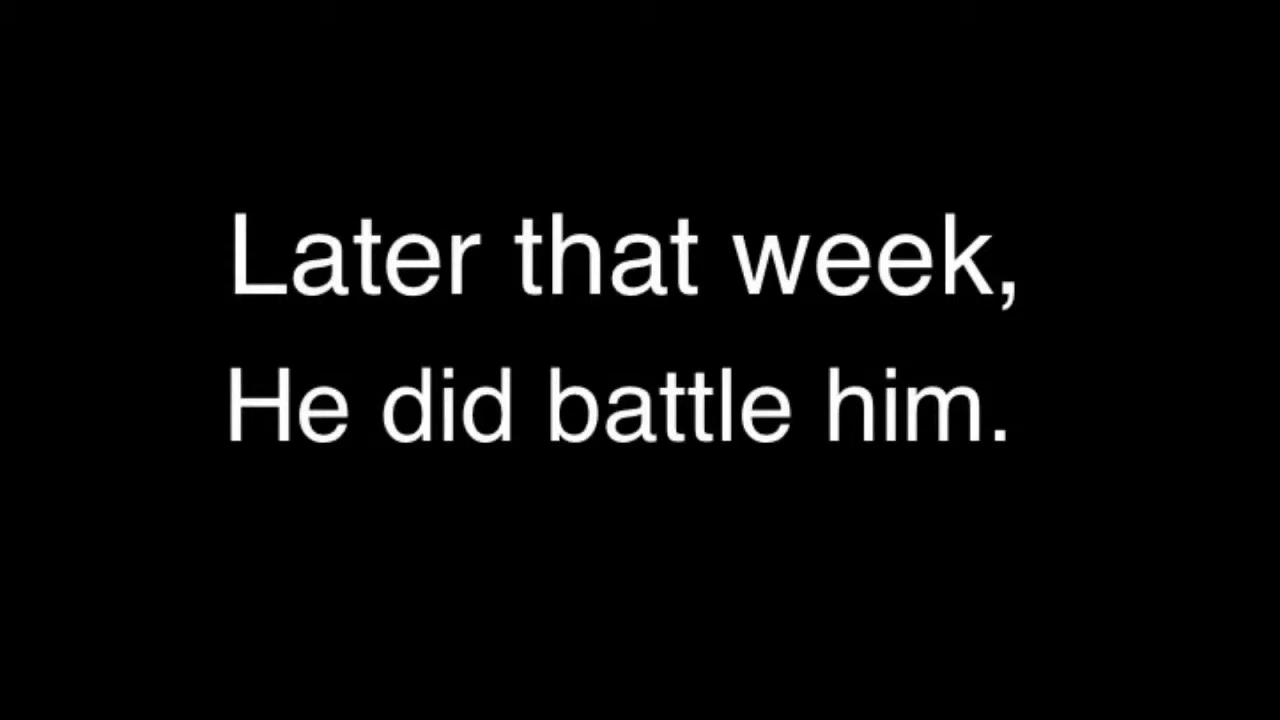 Later that week,
He did battle him.